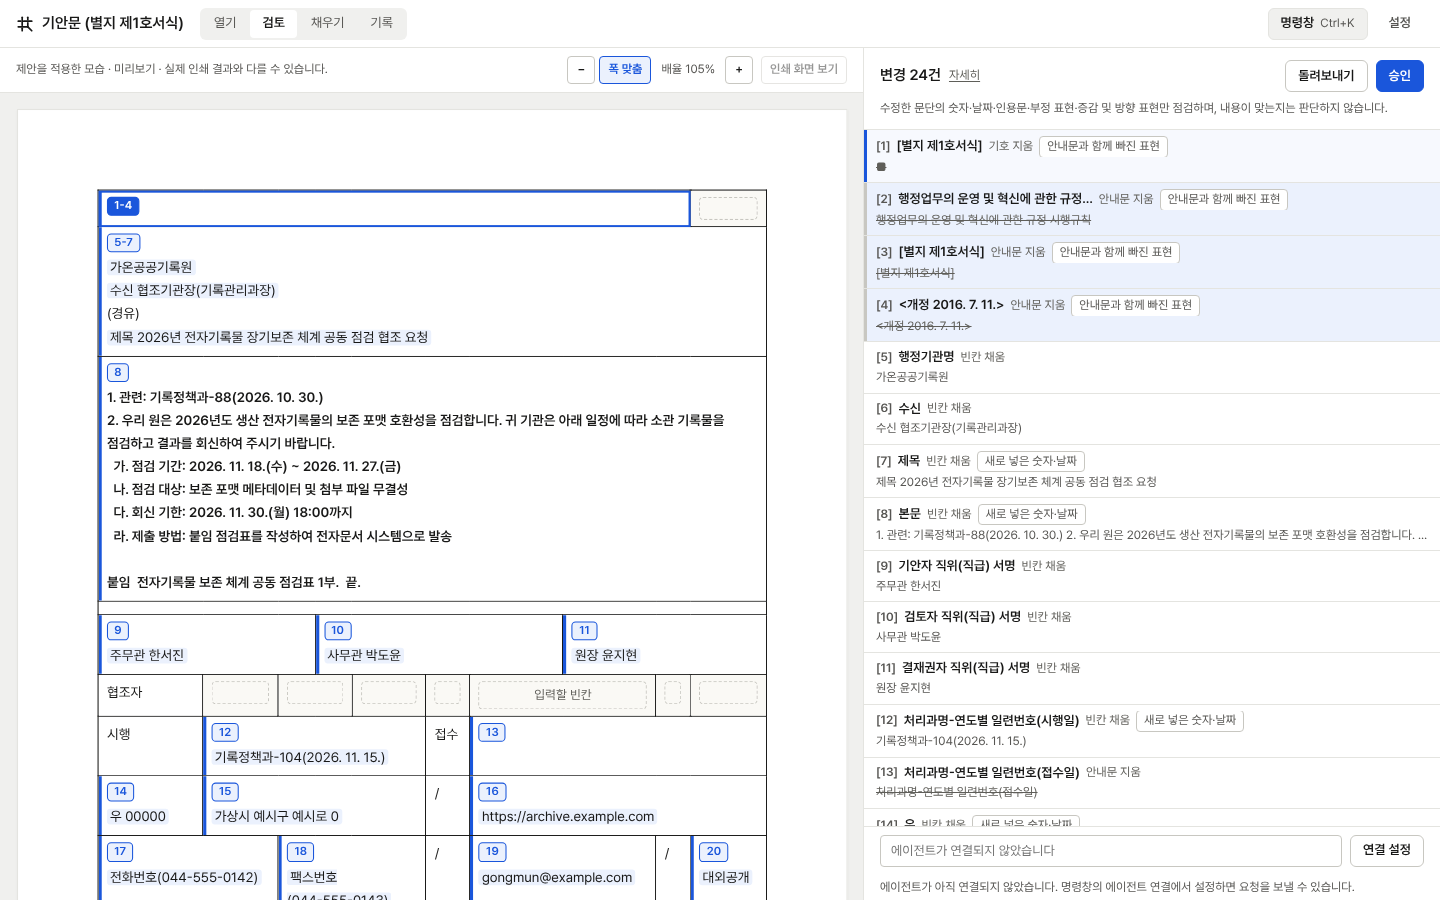 기안문 (별지 제1호서식)
열기
검토
채우기
기록
명령창 Ctrl+K
설정
제안을 적용한 모습 · 미리보기 · 실제 인쇄 결과와 다를 수 있습니다.
−
폭 맞춤
배율 105%
+
인쇄 화면 보기
1-4
5-7
가온공공기록원
수신 협조기관장(기록관리과장)
(경유)
제목 2026년 전자기록물 장기보존 체계 공동 점검 협조 요청
8
1. 관련: 기록정책과-88(2026. 10. 30.)
2. 우리 원은 2026년도 생산 전자기록물의 보존 포맷 호환성을 점검합니다. 귀 기관은 아래 일정에 따라 소관 기록물을
점검하고 결과를 회신하여 주시기 바랍니다.
가. 점검 기간: 2026. 11. 18.(수) ~ 2026. 11. 27.(금)
나. 점검 대상: 보존 포맷 메타데이터 및 첨부 파일 무결성
다. 회신 기한: 2026. 11. 30.(월) 18:00까지
라. 제출 방법: 붙임 점검표를 작성하여 전자문서 시스템으로 발송
붙임 전자기록물 보존 체계 공동 점검표 1부. 끝.
9
주무관 한서진
10
사무관 박도윤
11
원장 윤지현
협조자
입력할 빈칸
시행
12
기록정책과-104(2026. 11. 15.)
접수
13
14
우 00000
15
가상시 예시구 예시로 0
/
16
https://archive.example.com
17
전화번호(044-555-0142)
18
팩스번호
(044-555-0143)
/
19
gongmun@example.com
/
20
대외공개
변경 24건 자세히
돌려보내기
승인
수정한 문단의 숫자·날짜·인용문·부정 표현·증감 및 방향 표현만 점검하며, 내용이 맞는지는 판단하지 않습니다.
[1] [별지 제1호서식] 기호 지움 안내문과 함께 빠진 표현
[2] 행정업무의 운영 및 혁신에 관한 규정... 안내문 지움 안내문과 함께 빠진 표현
행정업무의 운영 및 혁신에 관한 규정 시행규칙
[3] [별지 제1호서식] 안내문 지움 안내문과 함께 빠진 표현
[별지 제1호서식]
[4] <개정 2016. 7. 11.> 안내문 지움 안내문과 함께 빠진 표현
<개정 2016. 7. 11.>
[5] 행정기관명 빈칸 채움
가온공공기록원
[6] 수신 빈칸 채움
수신 협조기관장(기록관리과장)
[7] 제목 빈칸 채움 새로 넣은 숫자·날짜
제목 2026년 전자기록물 장기보존 체계 공동 점검 협조 요청
[8] 본문 빈칸 채움 새로 넣은 숫자·날짜
1. 관련: 기록정책과-88(2026. 10. 30.) 2. 우리 원은 2026년도 생산 전자기록물의 보존 포맷 호환성을 점검합니다. ...
[9] 기안자 직위(직급) 서명 빈칸 채움
주무관 한서진
[10] 검토자 직위(직급) 서명 빈칸 채움
사무관 박도윤
[11] 결재권자 직위(직급) 서명 빈칸 채움
원장 윤지현
[12] 처리과명-연도별 일련번호(시행일) 빈칸 채움 새로 넣은 숫자·날짜
기록정책과-104(2026. 11. 15.)
[13] 처리과명-연도별 일련번호(접수일) 안내문 지움
처리과명-연도별 일련번호(접수일)
[14] 우 빈칸 채움 새로 넣은 숫자·날짜
에이전트가 연결되지 않았습니다
연결 설정
에이전트가 아직 연결되지 않았습니다. 명령창의 에이전트 연결에서 설정하면 요청을 보낼 수 있습니다.